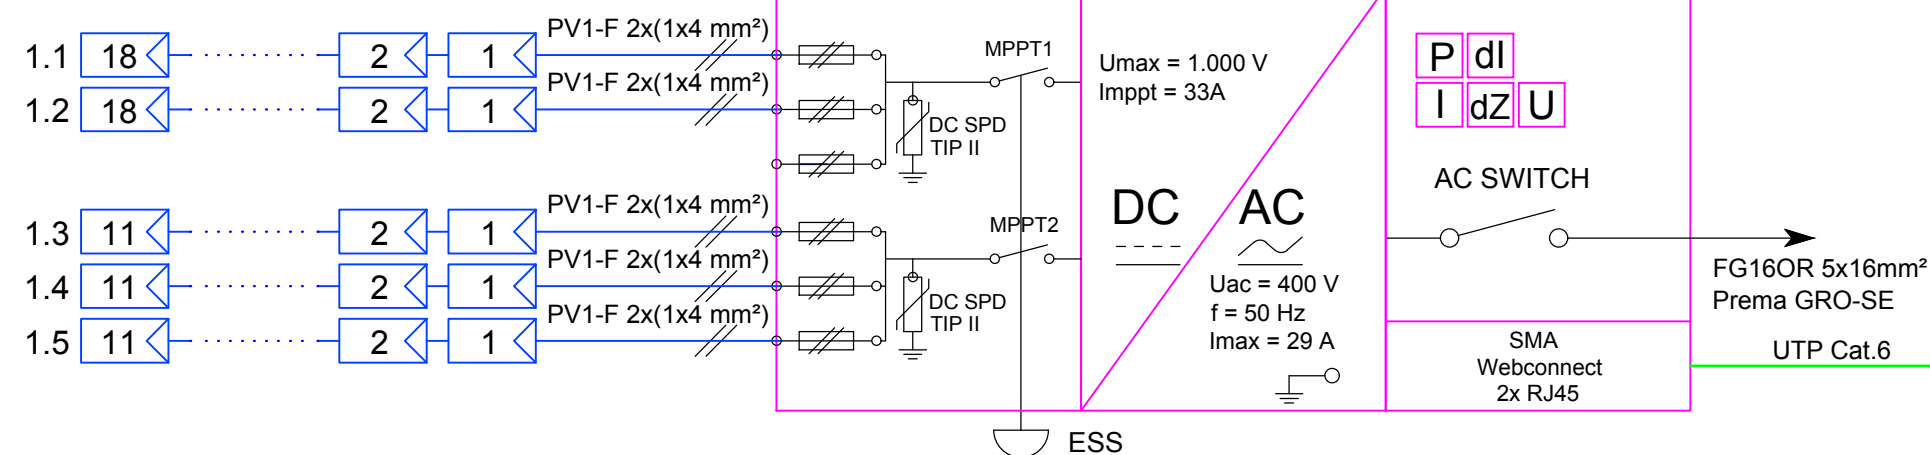 PV1-F 2x(1x4 mm²)
1.1 18 2 1
MPPT1
PV1-F 2x(1x4 mm²)
1.2 18 2 1
DC SPD
TIP II
PV1-F 2x(1x4 mm²)
1.3 11 2 1
MPPT2
PV1-F 2x(1x4 mm²)
1.4 11 2 1
DC SPD
TIP II
PV1-F 2x(1x4 mm²)
1.5 11 2 1
ESS
Umax = 1.000 V
Imppt = 33A
DC AC
Uac = 400 V
f = 50 Hz
Imax = 29 A
P dI
I dZ U
AC SWITCH
SMA
Webconnect
2x RJ45
FG16OR 5x16mm²
Prema GRO-SE
UTP Cat.6